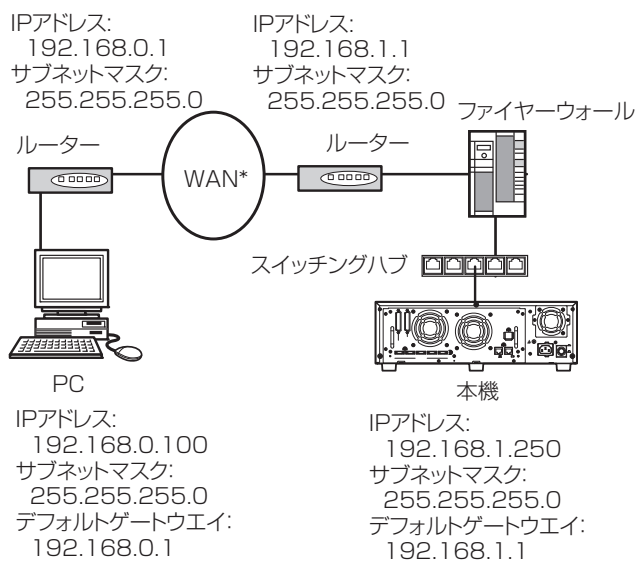 IPアドレス:
192.168.0.1
サブネットマスク:
255.255.255.0
IPアドレス:
192.168.1.1
サブネットマスク:
255.255.255.0
ファイヤーウォール
ルーター
WAN*
ルーター
スイッチングハブ
PC
IPアドレス:
192.168.0.100
サブネットマスク:
255.255.255.0
デフォルトゲートウエイ:
192.168.0.1
本機
IPアドレス:
192.168.1.250
サブネットマスク:
255.255.255.0
デフォルトゲートウエイ:
192.168.1.1